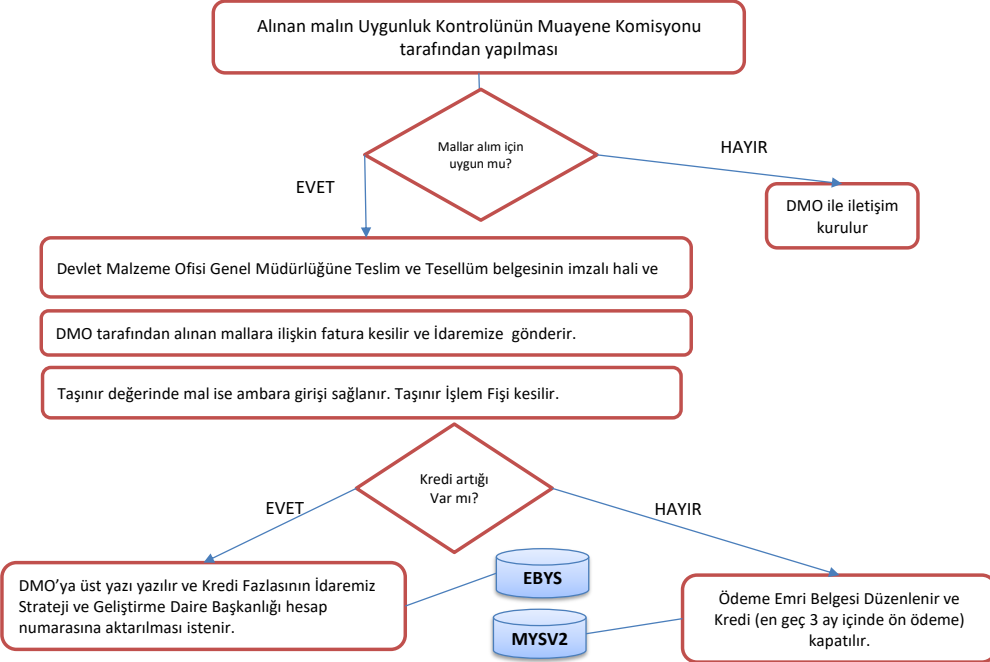 Alınan malın Uygunluk Kontrolünün Muayene Komisyonu
tarafından yapılması
Mallar alım için
uygun mu?
HAYIR
EVET
DMO ile iletişim
kurulur
Devlet Malzeme Ofisi Genel Müdürlüğüne Teslim ve Tesellüm belgesinin imzalı hali ve
DMO tarafından alınan mallara ilişkin fatura kesilir ve İdaremize gönderir.
Taşınır değerinde mal ise ambara girişi sağlanır. Taşınır İşlem Fişi kesilir.
Kredi artığı
Var mı?
EVET
HAYIR
DMO’ya üst yazı yazılır ve Kredi Fazlasının İdaremiz
Strateji ve Geliştirme Daire Başkanlığı hesap
numarasına aktarılması istenir.
EBYS
MYSV2
Ödeme Emri Belgesi Düzenlenir ve
Kredi (en geç 3 ay içinde ön ödeme)
kapatılır.